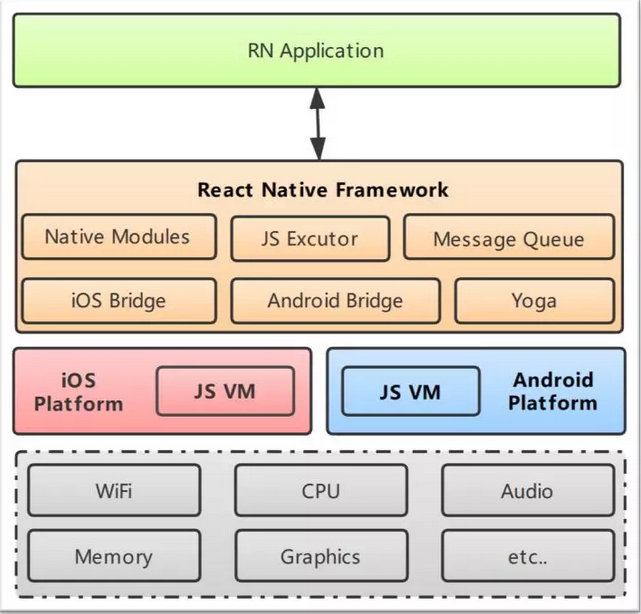 RN Application
React Native Framework
Native Modules
JS Excutor
Message Queue
iOS Bridge
Android Bridge
Yoga
iOS
Platform
JS VM
JS VM
Android
Platform
WiFi
CPU
Audio
Memory
Graphics
etc..